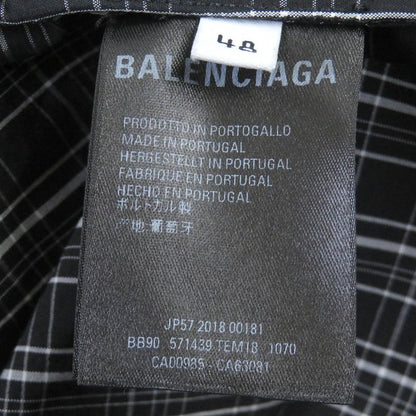 48
BALENCIAGA
PRODOTTO IN PORTOGALLO
MADE IN PORTUGAL
HERGESTELLT IN PORTUGAL
FABRIQUE EN PORTUGAL
HECHO EN PORTUGAL
ポルトガル製
产地:葡萄牙
JP57 2018 00181
BB90 571439 TEM18 1070
CA00985 - CA63081